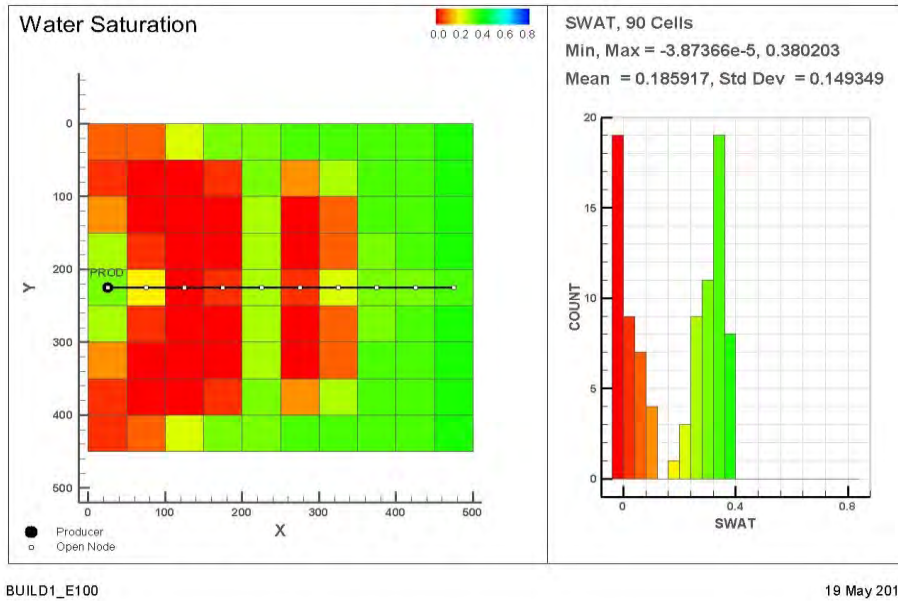 Water Saturation
0.0 0.2 0.4 0.6 0.8
0
100
200
300
400
500
Y
PROD
0 100 200 300 400 500
X
Producer
Open Node
SWAT, 90 Cells
Min, Max = -3.87366e-5, 0.380203
Mean = 0.185917, Std Dev = 0.149349
20
15
10
5
0
COUNT
0 0.4 0.8
SWAT
BUILD1_E100
19 May 201